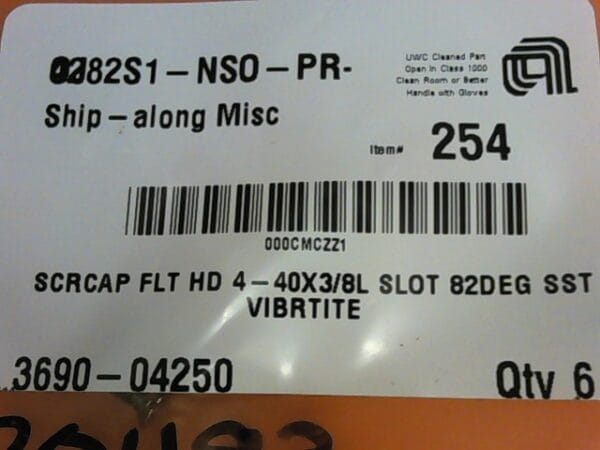 82S1-NSO-PR-
UWC Cleaned Part
Open in Class 1000
Clean Room or Better
Handle with Gloves
Ship-along Misc
Item# 254
000CMCZZ1
SCRCAP FLT HD 4-40X3/8L SLOT 82DEG SST
VIBRTITE
3690-04250
Qty 6